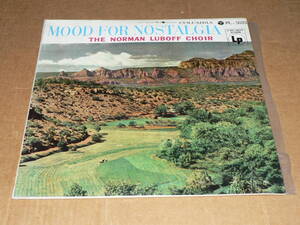 COLUMBIA
MOOD FOR NOSTALGIA
THE NORMAN LUBOFF CHOIR
Lp